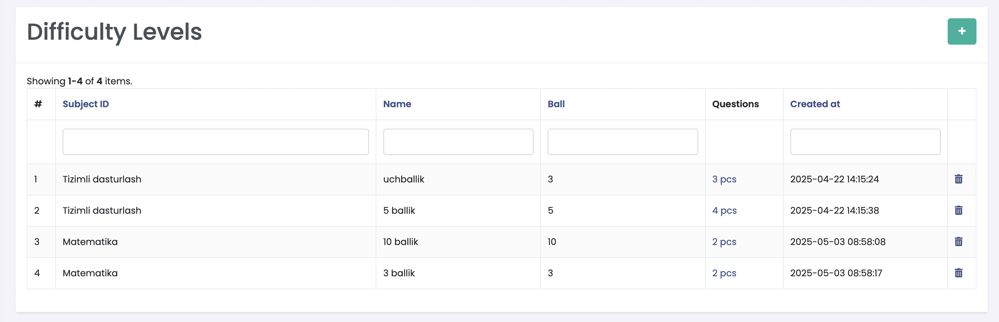 Difficulty Levels
+
Showing 1-4 of 4 items.
# Subject ID Name Ball Questions Created at
1 Tizimli dasturlash uchballik 3 3 pcs 2025-04-22 14:15:24
2 Tizimli dasturlash 5 ballik 5 4 pcs 2025-04-22 14:15:38
3 Matematika 10 ballik 10 2 pcs 2025-05-03 08:58:08
4 Matematika 3 ballik 3 2 pcs 2025-05-03 08:58:17